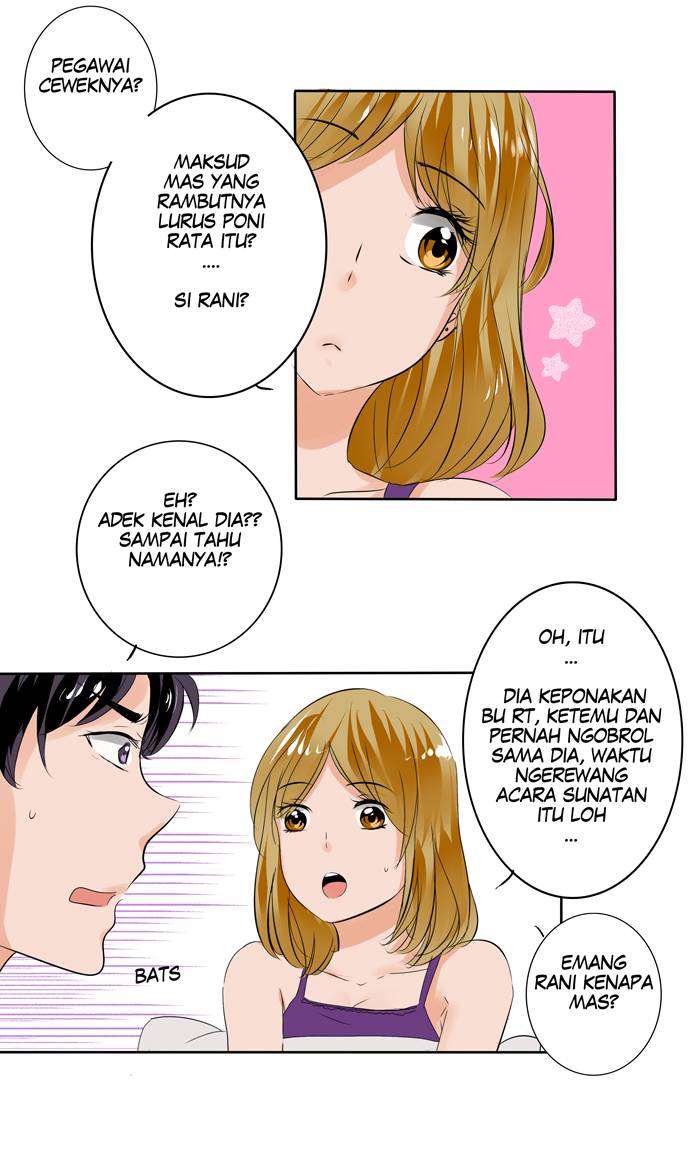 PEGAWAI
CEWEKNYA?
MAKSUD
MAS YANG
RAMBUTNYA
LURUS PONI
RATA ITU?
....
SI RANI?
EH?
ADEK KENAL DIA??
SAMPAI TAHU
NAMANYA!?
OH, ITU
...
DIA KEPONAKAN
BU RT, KETEMU DAN
PERNAH NGOBROL
SAMA DIA, WAKTU
NGEREWANG
ACARA SUNATAN
ITU LOH
...
BATS
EMANG
RANI KENAPA
MAS?